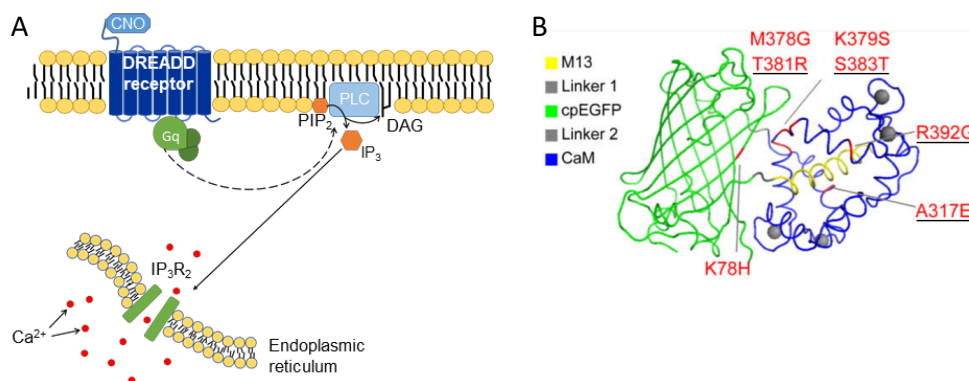 A
CNO
DREADD
receptor
Gq
PIP2
PLC
DAG
IP3
IP3R2
Ca2+
Endoplasmic
reticulum
B
M13
Linker 1
cpEGFP
Linker 2
CaM
M378G
T381R
K379S
S383T
R392G
A317E
K78H